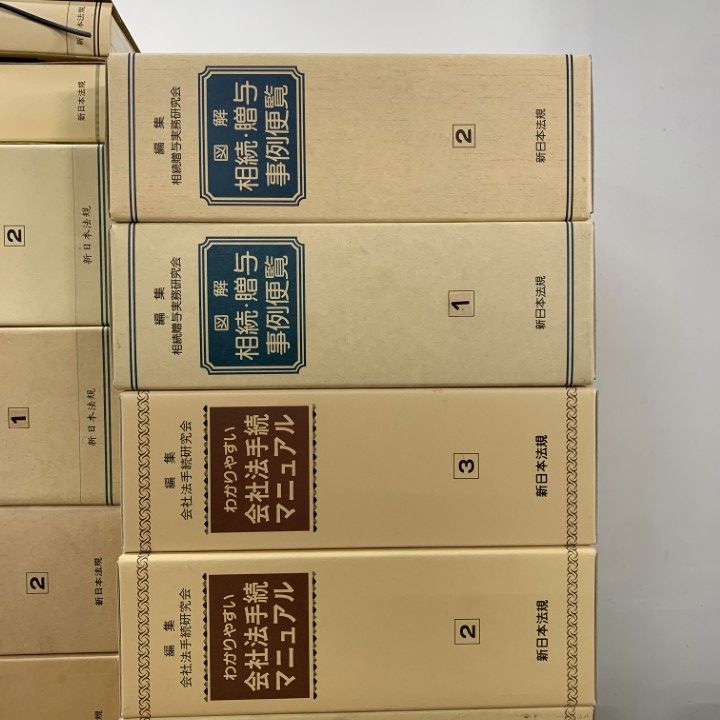 編集
相続贈与実務研究会
図解
相続・贈与
事例便覧
2
新日本法規
編集
相続贈与実務研究会
図解
相続・贈与
事例便覧
1
新日本法規
編集
会社法手続研究会
わかりやすい
会社法手続
マニュアル
3
新日本法規
編集
会社法手続研究会
わかりやすい
会社法手続
マニュアル
2
新日本法規
新日本法規
新日本法規
2
新日本法規
1
新日本法規
2
新日本法規
規